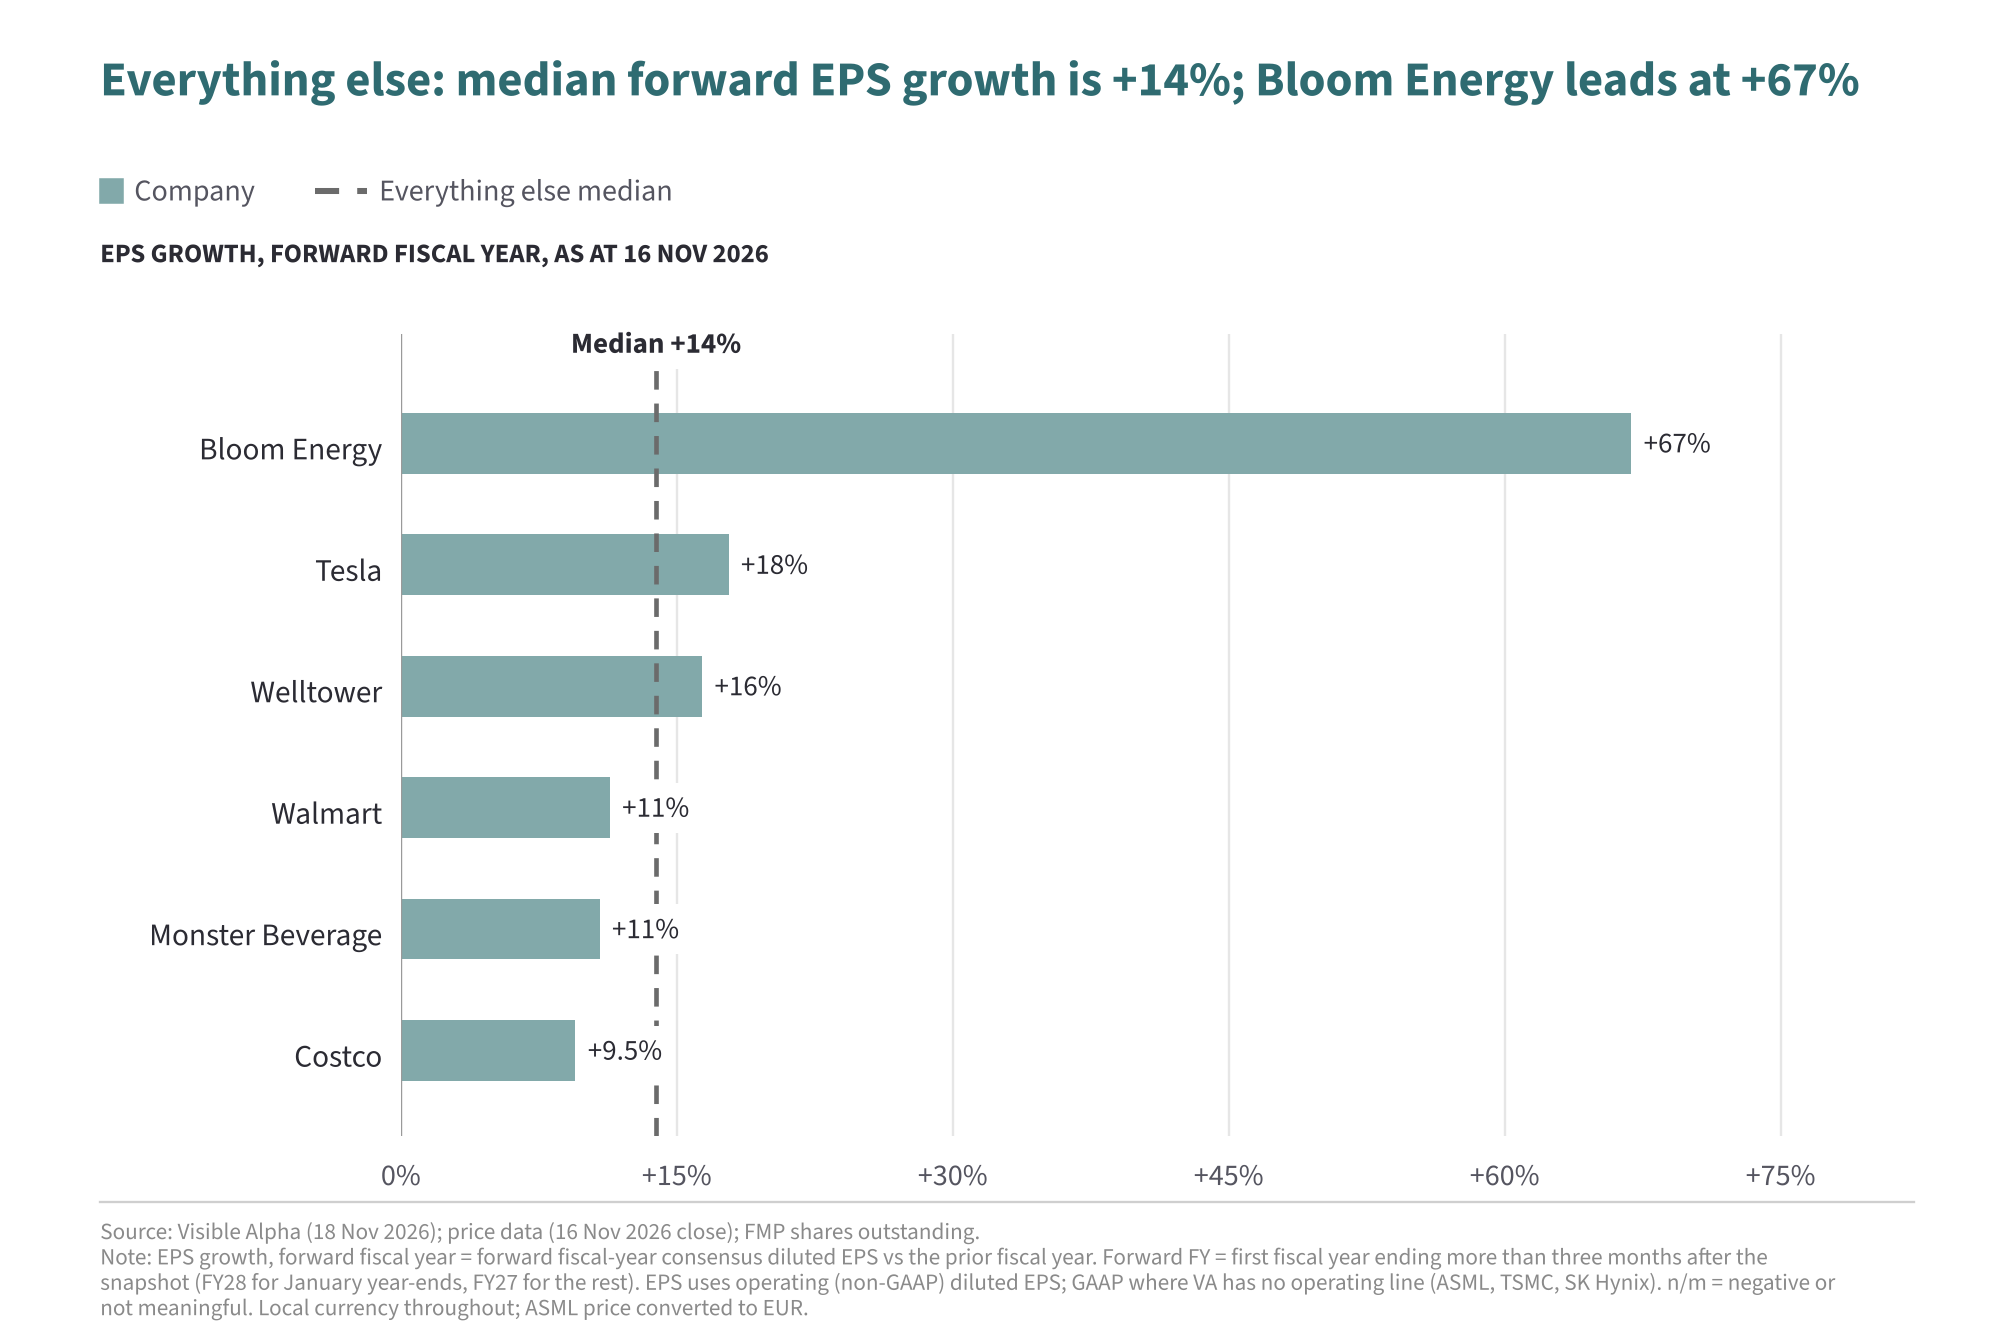 Everything else: median forward EPS growth is +14%; Bloom Energy leads at +67%
Company
Everything else median
EPS GROWTH, FORWARD FISCAL YEAR, AS AT 16 NOV 2026
Median +14%
Bloom Energy
+67%
Tesla
+18%
Welltower
+16%
Walmart
+11%
Monster Beverage
+11%
Costco
+9.5%
0%
+15%
+30%
+45%
+60%
+75%
Source: Visible Alpha (18 Nov 2026); price data (16 Nov 2026 close); FMP shares outstanding.
Note: EPS growth, forward fiscal year = forward fiscal-year consensus diluted EPS vs the prior fiscal year. Forward FY = first fiscal year ending more than three months after the
snapshot (FY28 for January year-ends, FY27 for the rest). EPS uses operating (non-GAAP) diluted EPS; GAAP where VA has no operating line (ASML, TSMC, SK Hynix). n/m = negative or
not meaningful. Local currency throughout; ASML price converted to EUR.